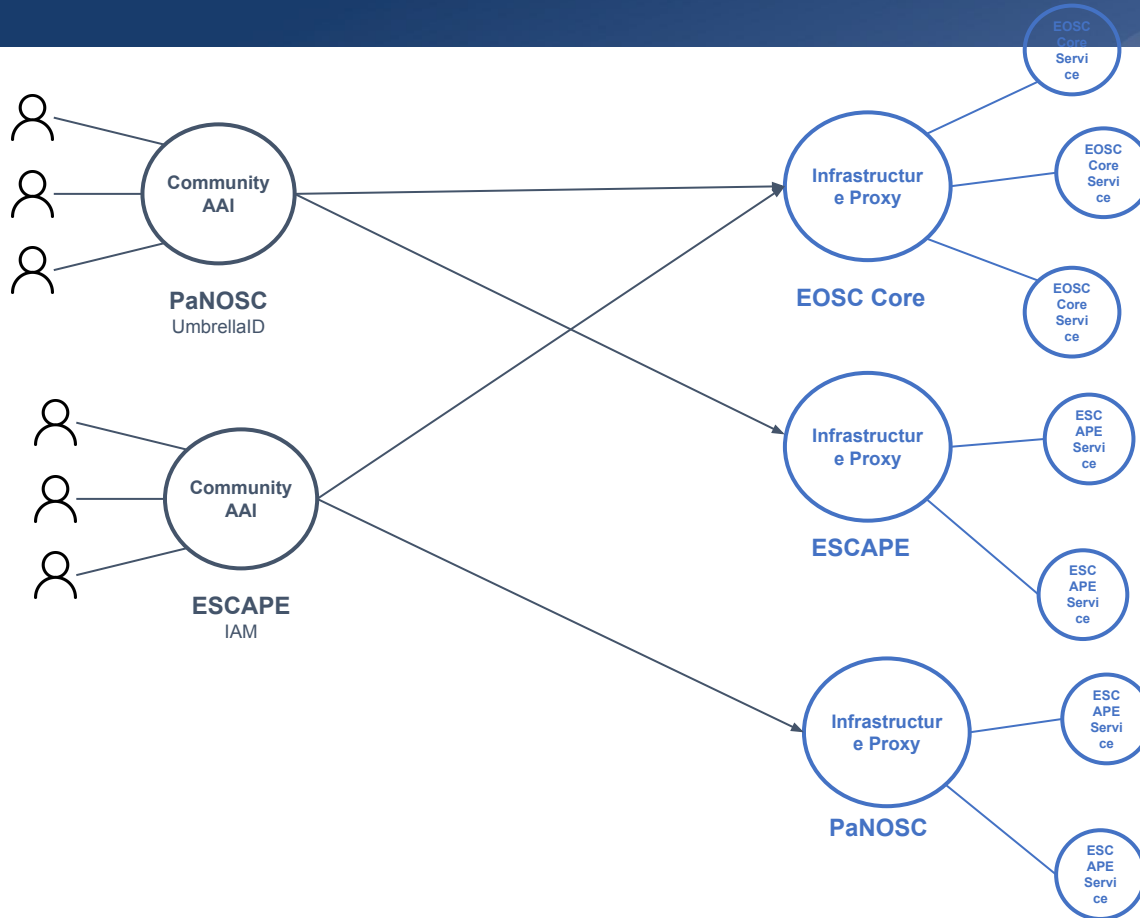 EOSC
Core
Servi
ce
Community
AAI
PaNOSC
UmbrellaID
Infrastructur
e Proxy
EOSC Core
EOSC
Core
Servi
ce
EOSC
Core
Servi
ce
Community
AAI
ESCAPE
IAM
Infrastructur
e Proxy
ESCAPE
ESC
APE
Servi
ce
ESC
APE
Servi
ce
Infrastructur
e Proxy
PaNOSC
ESC
APE
Servi
ce
ESC
APE
Servi
ce